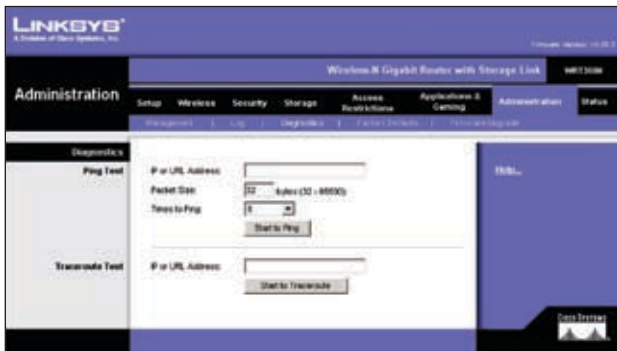 LINKSYS®
A Division of Cisco Systems, Inc.
Wireless-N Gigabit Router with Storage Link
Administration
Setup Wireless Security Storage Access Restrictions Applications & Gaming Administration Status
Management | Log | Diagnostics | Factory Defaults | Firmware Upgrade
Diagnostics
Ping Test
IP or URL Address:
Packet Size: 32 bytes (32 - 65500)
Times to Ping: 5
Start to Ping
Help...
Traceroute Test
IP or URL Address:
Start to Traceroute
Cisco Systems